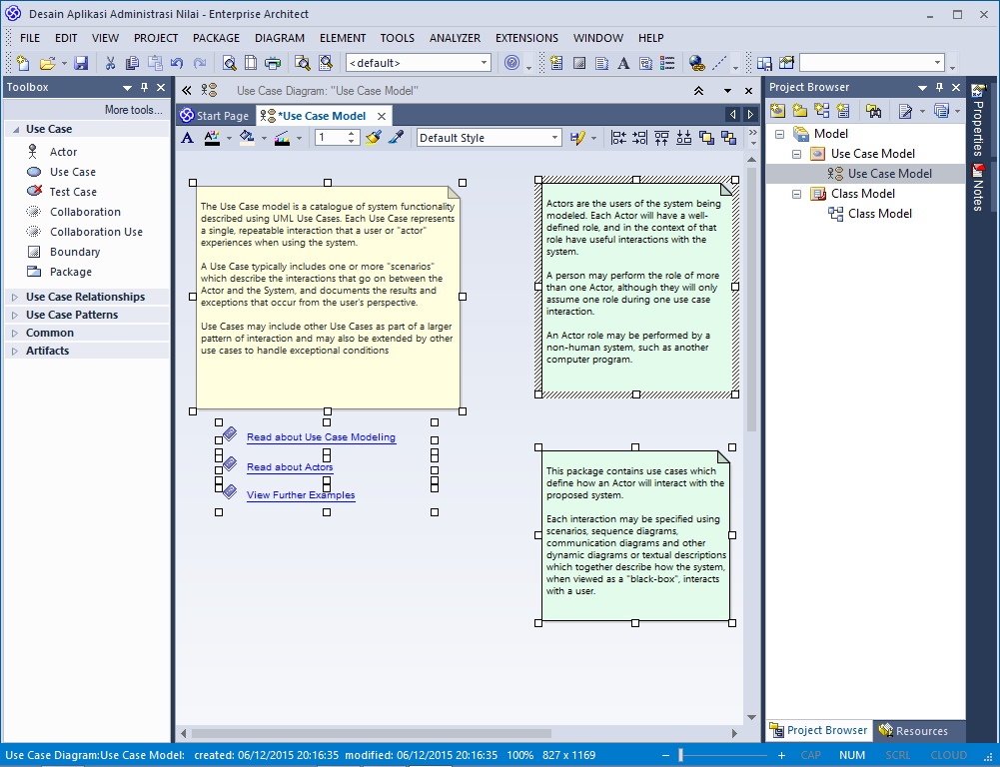 Desain Aplikasi Administrasi Nilai - Enterprise Architect
FILE EDIT VIEW PROJECT PACKAGE DIAGRAM ELEMENT TOOLS ANALYZER EXTENSIONS WINDOW HELP
<default>
Toolbox
More tools...
Use Case
Actor
Use Case
Test Case
Collaboration
Collaboration Use
Boundary
Package
Use Case Relationships
Use Case Patterns
Common
Artifacts
Use Case Diagram: "Use Case Model"
Start Page *Use Case Model
1 Default Style
The Use Case model is a catalogue of system functionality
described using UML Use Cases. Each Use Case represents
a single, repeatable interaction that a user or "actor"
experiences when using the system.
A Use Case typically includes one or more "scenarios"
which describe the interactions that go on between the
Actor and the System, and documents the results and
exceptions that occur from the user's perspective.
Use Cases may include other Use Cases as part of a larger
pattern of interaction and may also be extended by other
use cases to handle exceptional conditions
Read about Use Case Modeling
Read about Actors
View Further Examples
Actors are the users of the system being
modeled. Each Actor will have a well-
defined role, and in the context of that
role have useful interactions with the
system.
A person may perform the role of more
than one Actor, although they will only
assume one role during one use case
interaction.
An Actor role may be performed by a
non-human system, such as another
computer program.
This package contains use cases which
define how an Actor will interact with the
proposed system.
Each interaction may be specified using
scenarios, sequence diagrams,
communication diagrams and other
dynamic diagrams or textual descriptions
which together describe how the system,
when viewed as a "black-box", interacts
with a user.
Project Browser
Model
Use Case Model
Use Case Model
Class Model
Class Model
Project Browser Resources
Properties
Notes
Use Case Diagram:Use Case Model: created: 06/12/2015 20:16:35 modified: 06/12/2015 20:16:35 100% 827 x 1169 CAP NUM SCRL CLOUD